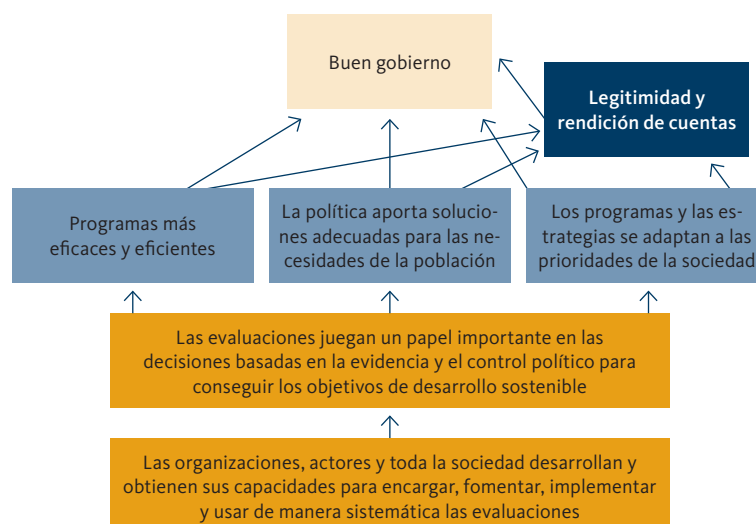 Buen gobierno
Legitimidad y
rendición de cuentas
Programas más
eficaces y eficientes
La política aporta solucio-
nes adecuadas para las ne-
cesidades de la población
Los programas y las es-
trategias se adaptan a las
prioridades de la sociedad
Las evaluaciones juegan un papel importante en las
decisiones basadas en la evidencia y el control político para
conseguir los objetivos de desarrollo sostenible
Las organizaciones, actores y toda la sociedad desarrollan y
obtienen sus capacidades para encargar, fomentar, implementar
y usar de manera sistemática las evaluaciones